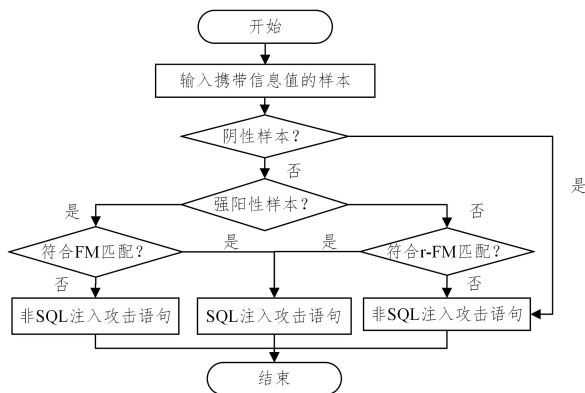 开始
输入携带信息值的样本
阴性样本?
否
是
强阳性样本?
是
否
符合FM匹配?
是
是
符合r-FM匹配?
否
否
非SQL注入攻击语句
SQL注入攻击语句
非SQL注入攻击语句
结束